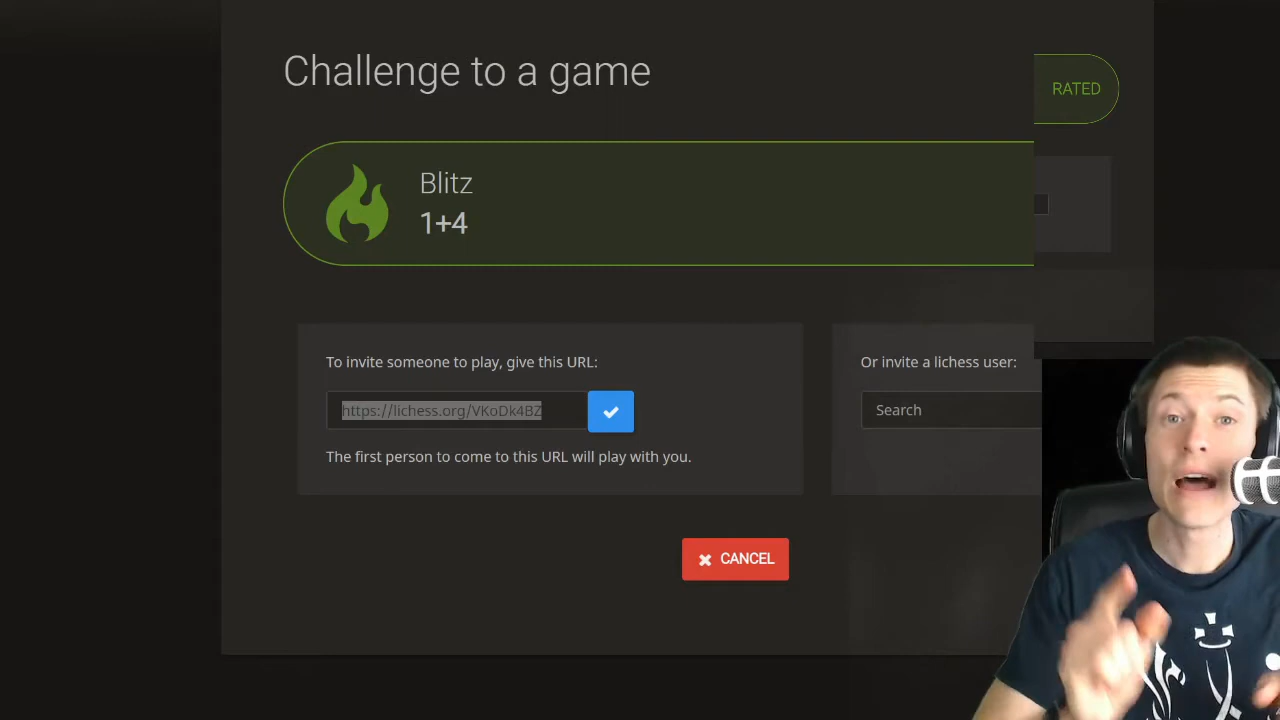 Challenge to a game
RATED
Blitz
1+4
To invite someone to play, give this URL:
https://lichess.org/VKoDk4BZ
The first person to come to this URL will play with you.
Or invite a lichess user:
Search
CANCEL